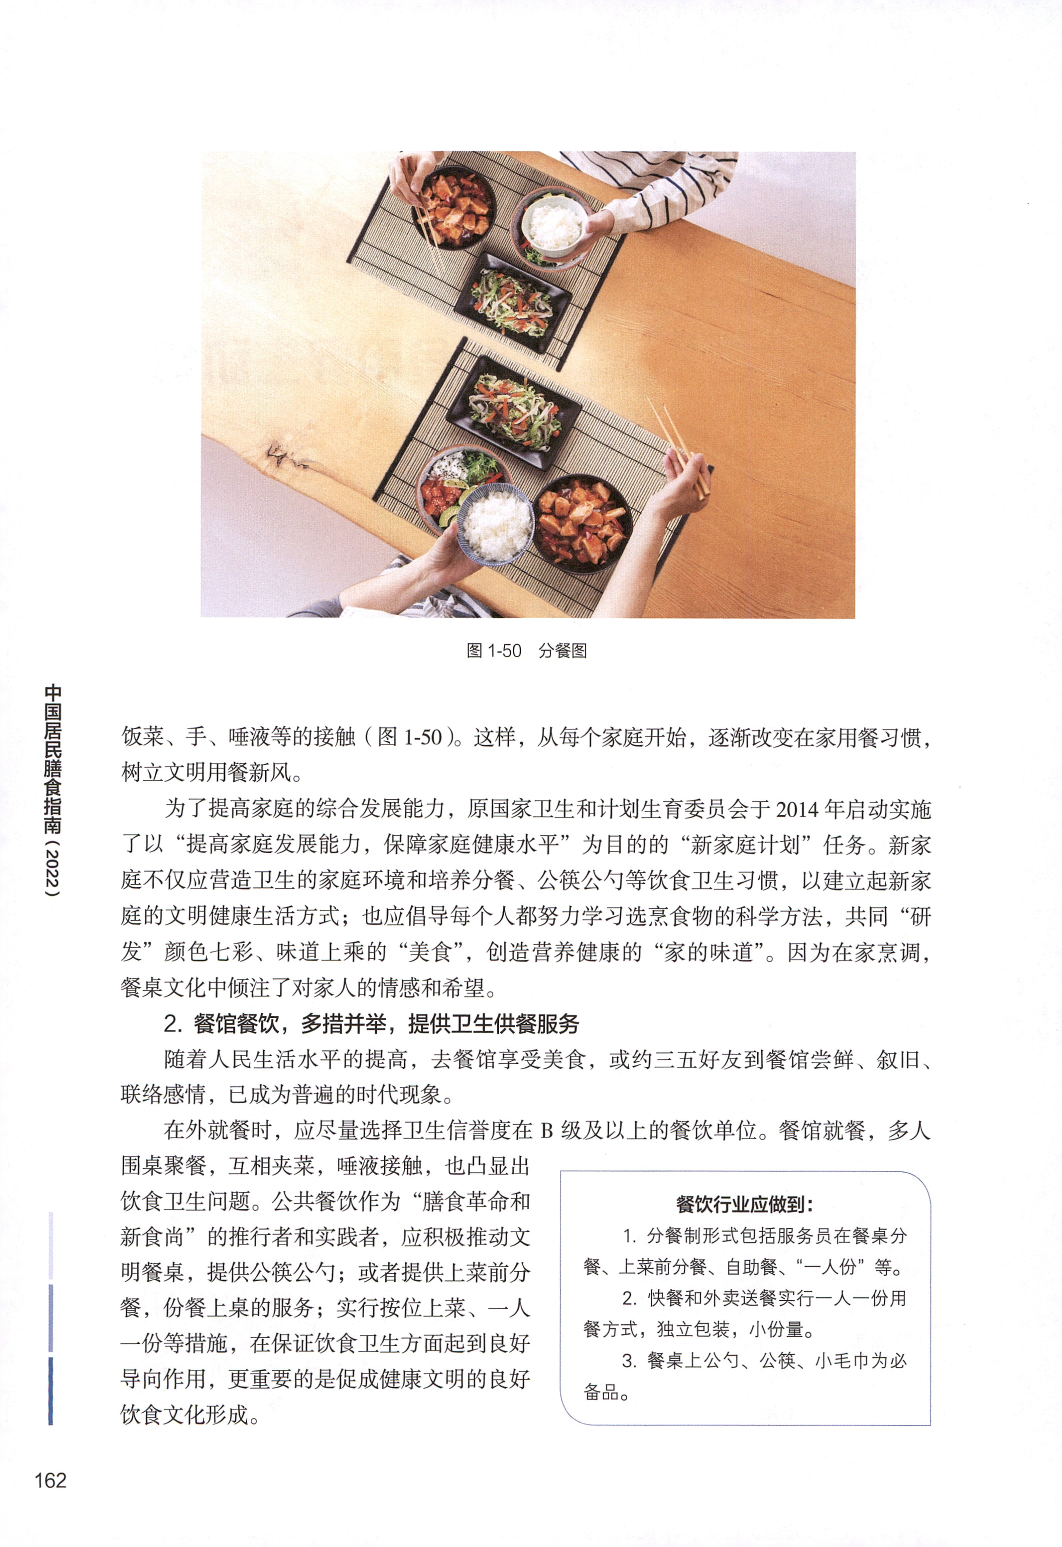 图 1-50 分餐图
中国居民膳食指南（2022）
饭菜、手、唾液等的接触（图 1-50）。这样，从每个家庭开始，逐渐改变在家用餐习惯，
树立文明用餐新风。
为了提高家庭的综合发展能力，原国家卫生和计划生育委员会于 2014 年启动实施
了以“提高家庭发展能力，保障家庭健康水平”为目的的“新家庭计划”任务。新家
庭不仅应营造卫生的家庭环境和培养分餐、公筷公勺等饮食卫生习惯，以建立起新家
庭的文明健康生活方式；也应倡导每个人都努力学习选烹食物的科学方法，共同“研
发”颜色七彩、味道上乘的“美食”，创造营养健康的“家的味道”。因为在家烹调，
餐桌文化中倾注了对家人的情感和希望。
2. 餐馆餐饮，多措并举，提供卫生供餐服务
随着人民生活水平的提高，去餐馆享受美食，或约三五好友到餐馆尝鲜、叙旧、
联络感情，已成为普遍的时代现象。
在外就餐时，应尽量选择卫生信誉度在 B 级及以上的餐饮单位。餐馆就餐，多人
围桌聚餐，互相夹菜，唾液接触，也凸显出
饮食卫生问题。公共餐饮作为“膳食革命和
新食尚”的推行者和实践者，应积极推动文
明餐桌，提供公筷公勺；或者提供上菜前分
餐，份餐上桌的服务；实行按位上菜、一人
一份等措施，在保证饮食卫生方面起到良好
导向作用，更重要的是促成健康文明的良好
饮食文化形成。
餐饮行业应做到：
1. 分餐制形式包括服务员在餐桌分
餐、上菜前分餐、自助餐、“一人份”等。
2. 快餐和外卖送餐实行一人一份用
餐方式，独立包装，小份量。
3. 餐桌上公勺、公筷、小毛巾为必
备品。
162